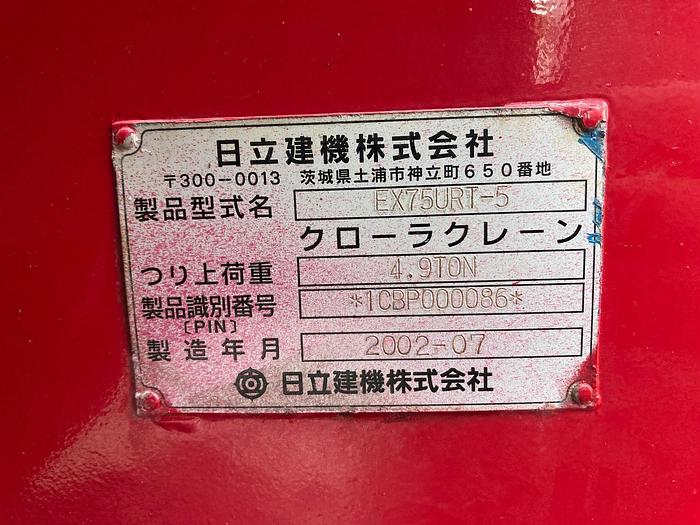 日立建機株式会社
〒300-0013 茨城県土浦市神立町650番地
製品型式名 EX75URT-5
クローラクレーン
つり上荷重 4.9TON
製品識別番号 *1CBP000086*
〔PIN〕
製造年月 2002-07
日立建機株式会社